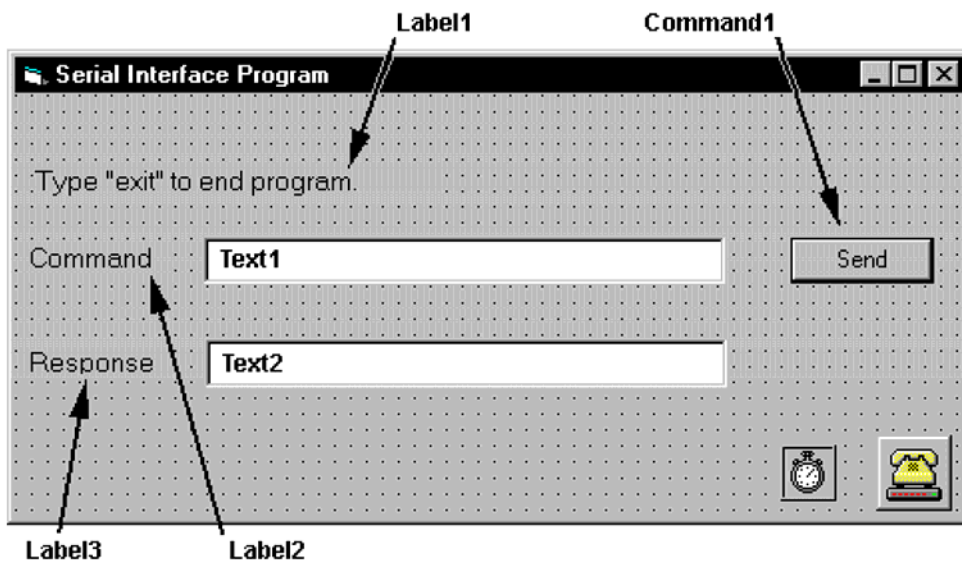 Label1 Command1
Serial Interface Program
Type "exit" to end program.
Command Text1 Send
Response Text2
Label3 Label2